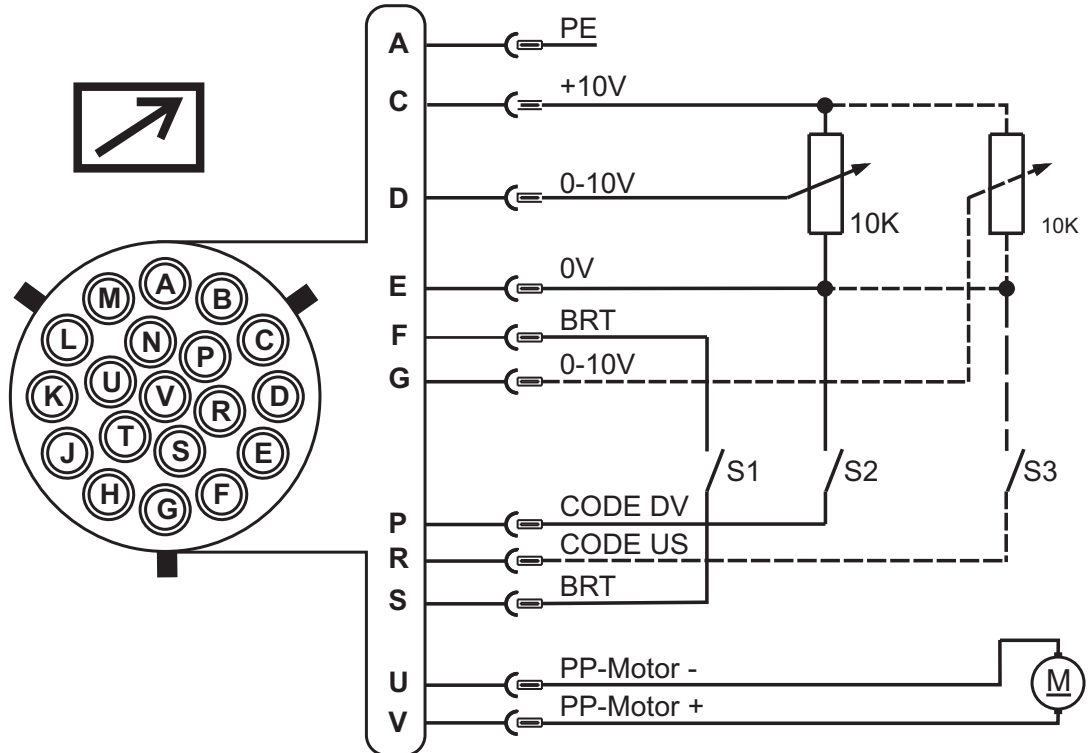 A PE
C +10V
D 0-10V
10K
10K
E 0V
F BRT
G 0-10V
S1 S2 S3
P CODE DV
R CODE US
S BRT
U PP-Motor -
V PP-Motor +
M
A
M B
L N P C
K U V R D
J T S E
H G F